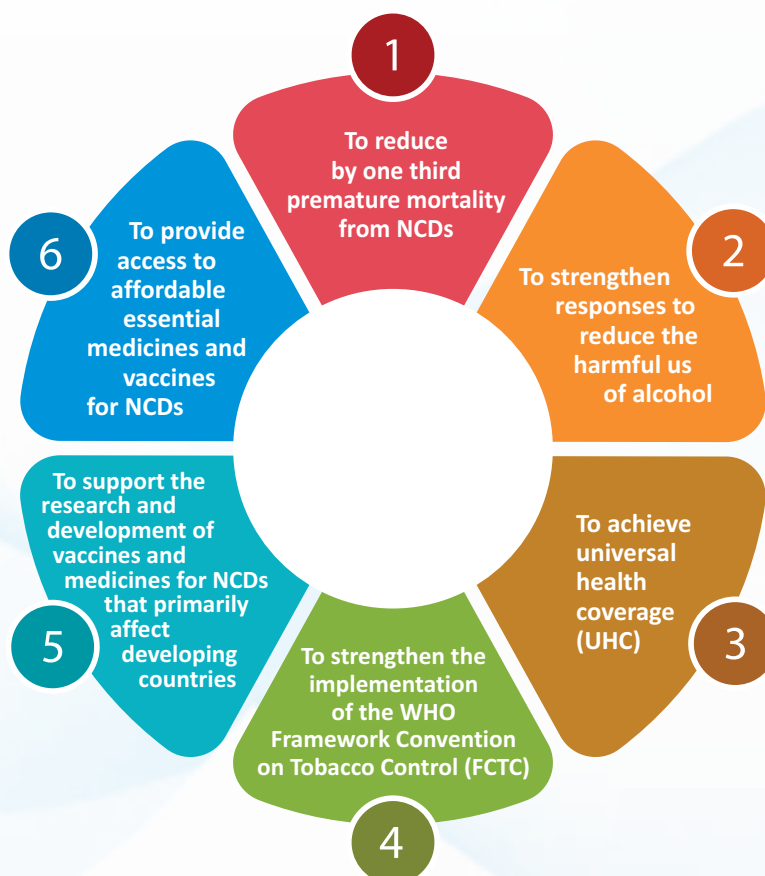 1
To reduce
by one third
premature mortality
from NCDs
2
To strengthen
responses to
reduce the
harmful us
of alcohol
3
To achieve
universal
health
coverage
(UHC)
4
To strengthen the
implementation
of the WHO
Framework Convention
on Tobacco Control (FCTC)
5
To support the
research and
development of
vaccines and
medicines for NCDs
that primarily
affect
developing
countries
6
To provide
access to
affordable
essential
medicines and
vaccines
for NCDs